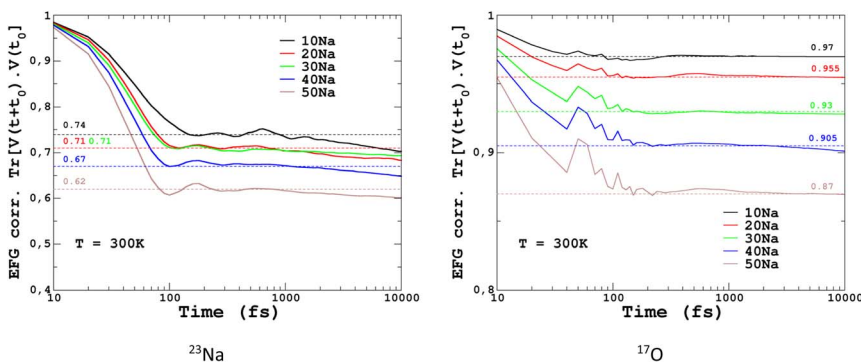 EFG corr. Tr[V(t+t₀).V(t₀)
1
0,9
0,8
0,7
0,6
0,5
0,4
10Na
20Na
30Na
40Na
50Na
0.74
0.71 0.71
0.67
0.62
T = 300K
10
100
1000
10000
Time (fs)
²³Na
EFG corr. Tr[V(t+t₀).V(t₀)
1
0,9
0,8
0.97
0.955
0.93
0.905
0.87
10Na
20Na
30Na
40Na
50Na
T = 300K
10
100
1000
10000
Time (fs)
¹⁷O